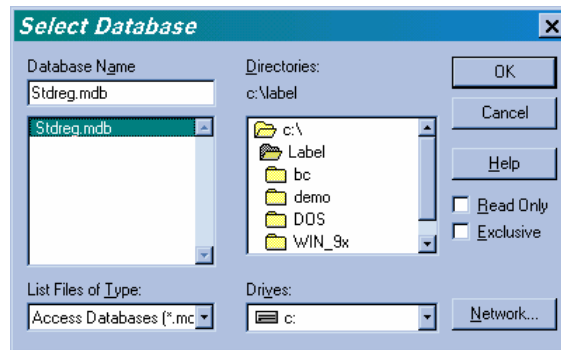 Select Database
Database Name
Stdreg.mdb
Stdreg.mdb
List Files of Type:
Access Databases (*.mc
Directories:
c:\label
c:\
Label
bc
demo
DOS
WIN_9x
Drives:
c:
OK
Cancel
Help
Read Only
Exclusive
Network...